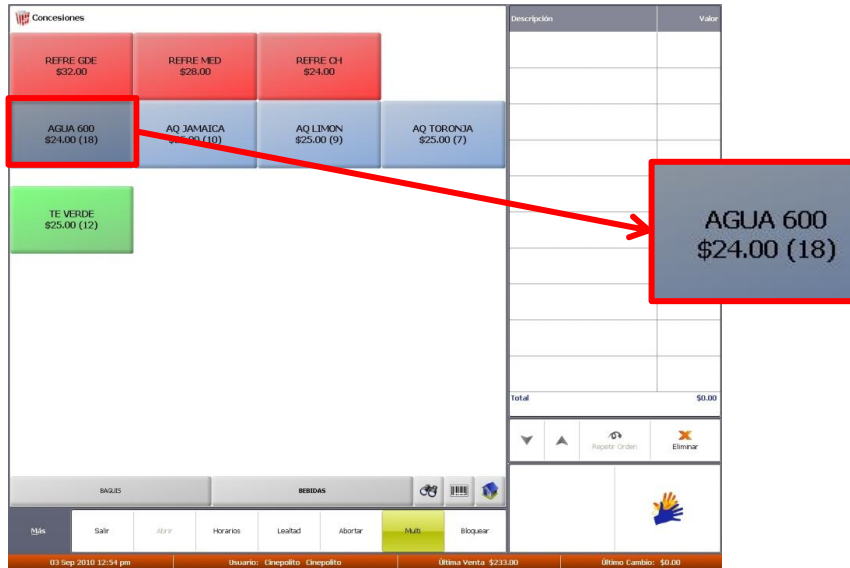 Concesiones
Descripción Valor
REFRE GDE
$32.00
REFRE MED
$28.00
REFRE CH
$24.00
AGUA 600
$24.00 (18)
AQ JAMAICA
$25.00 (10)
AQ LIMON
$25.00 (9)
AQ TORONJA
$25.00 (7)
AGUA 600
$24.00 (18)
TE VERDE
$25.00 (12)
Total $0.00
Repetir Orden
Eliminar
BAGUIS
BEBIDAS
Más
Salir
Abrir
Horarios
Lealtad
Abortar
Multi
Bloquear
03 Sep 2010 12:54 pm
Usuario: Cinepolito Cinepolito
Última Venta $233.00
Último Cambio: $0.00